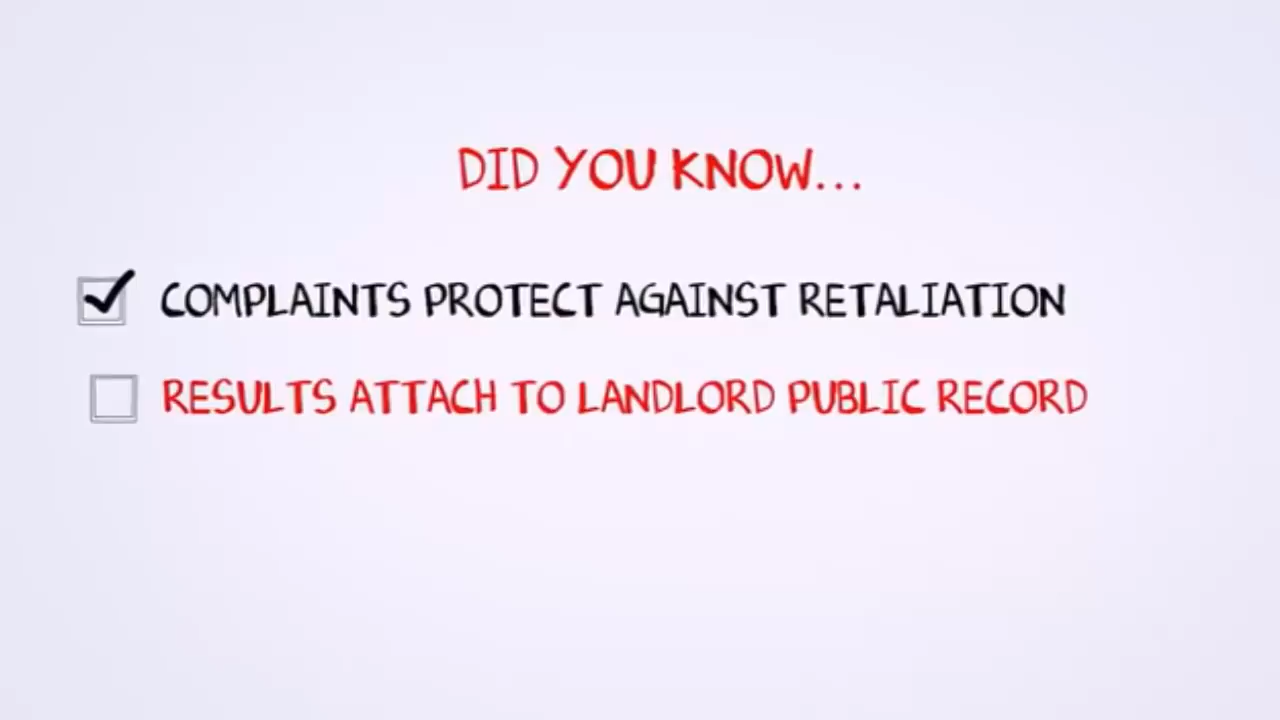 DID YOU KNOW...
COMPLAINTS PROTECT AGAINST RETALIATION
RESULTS ATTACH TO LANDLORD PUBLIC RECORD